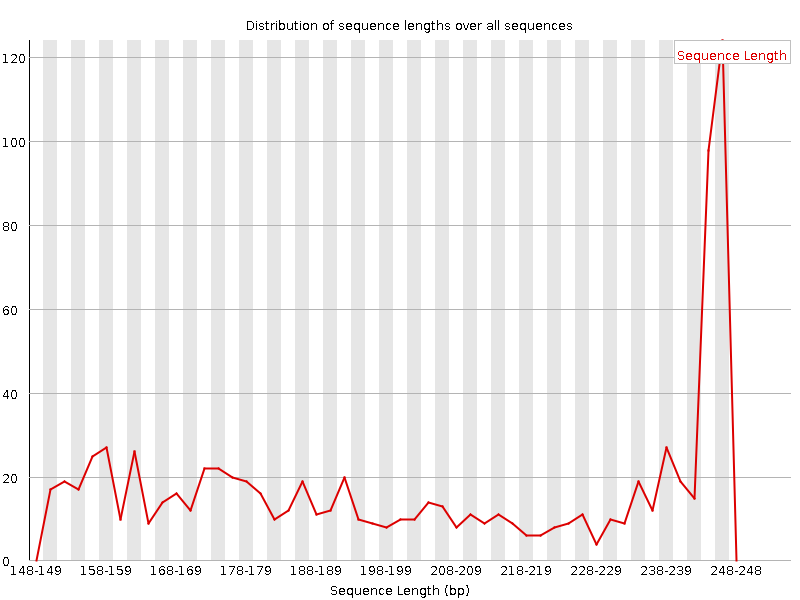 Distribution of sequence lengths over all sequences
Sequence Length
120
100
80
60
40
20
0
148-149 158-159 168-169 178-179 188-189 198-199 208-209 218-219 228-229 238-239 248-248
Sequence Length (bp)